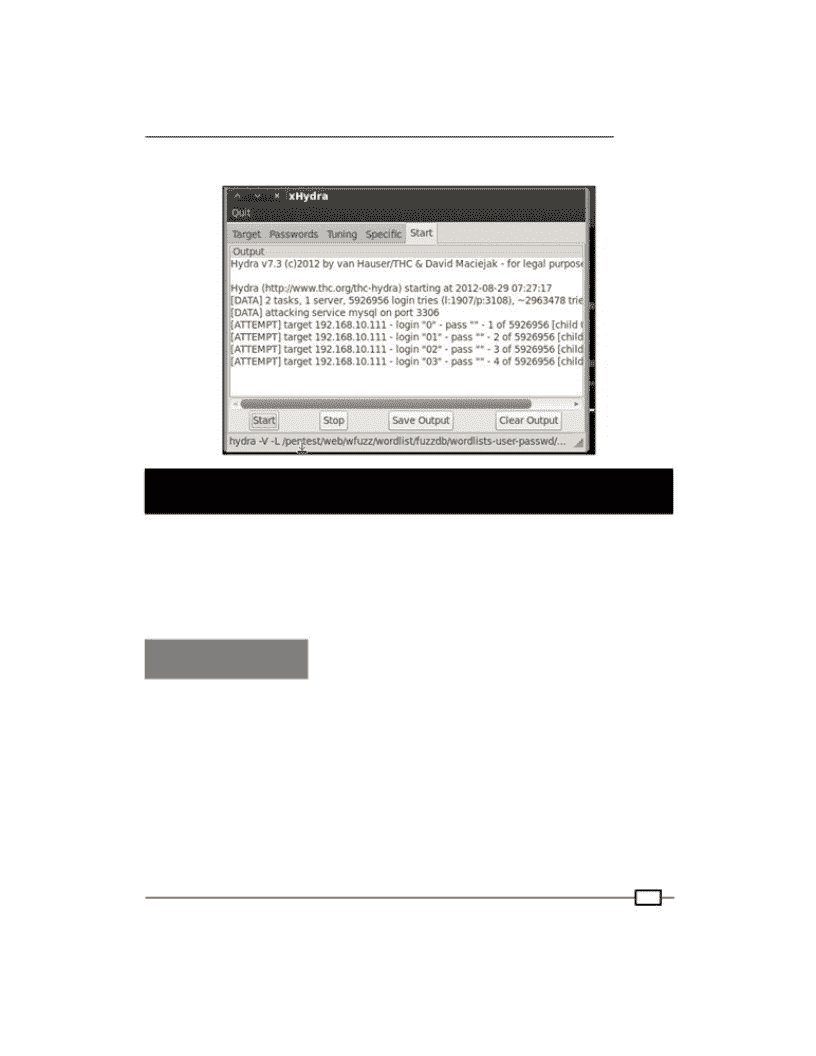 xHydra
Quit
Target Passwords Tuning Specific Start
Output
Hydra v7.3 (c)2012 by van Hauser/THC & David Maciejak - for legal purpose
Hydra (http://www.thc.org/thc-hydra) starting at 2012-08-29 07:27:17
[DATA] 2 tasks, 1 server, 5926956 login tries (l:1907/p:3108), ~2963478 trie
[DATA] attacking service mysql on port 3306
[ATTEMPT] target 192.168.10.111 - login "0" - pass "" - 1 of 5926956 [child
[ATTEMPT] target 192.168.10.111 - login "01" - pass "" - 2 of 5926956 [child
[ATTEMPT] target 192.168.10.111 - login "02" - pass "" - 3 of 5926956 [child
[ATTEMPT] target 192.168.10.111 - login "03" - pass "" - 4 of 5926956 [child
Start Stop Save Output Clear Output
hydra -V -L /pentest/web/wfuzz/wordlist/fuzzdb/wordlists-user-passwd/...